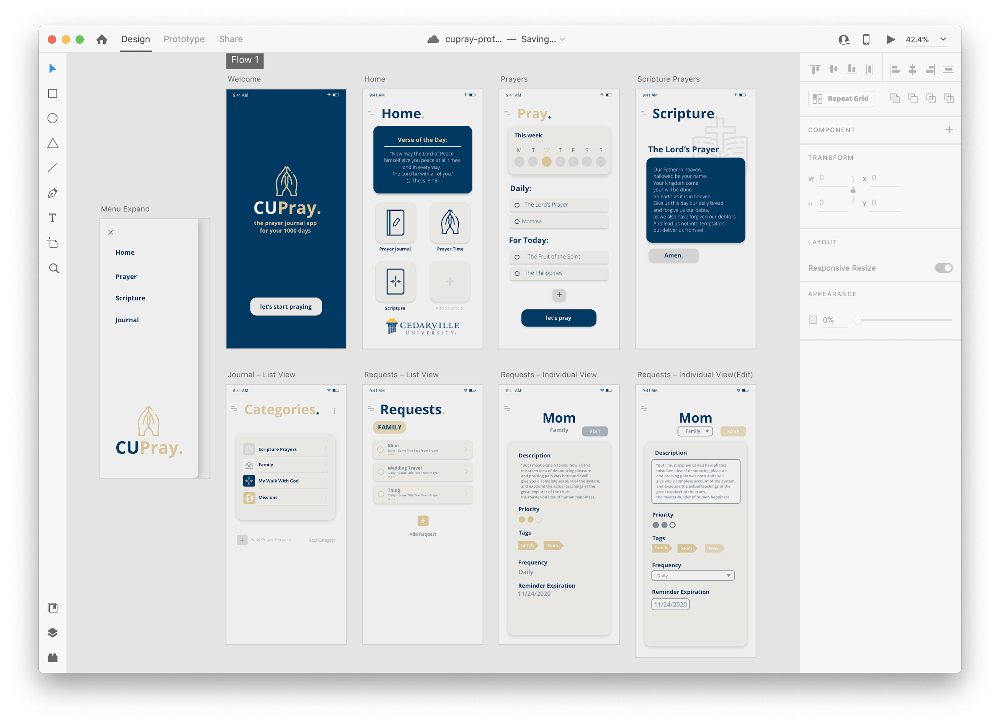 Design
Prototype
Share
cupray-prot... — Saving...
42.4%
Flow 1
Menu Expand
Home
Prayer
Scripture
Journal
CUPray.
Welcome
9:41 AM
CUPray.
the prayer journal app
for your 1000 days
let's start praying
Home
9:41 AM
Home.
Verse of the Day:
"Now may the Lord of Peace
himself give you peace at all times
and in every way.
The Lord be with all of you."
(2 Thess. 3:16)
Prayer Journal
Prayer Time
Scripture
Add Shortcut
CEDARVILLE
UNIVERSITY.
Prayers
9:41 AM
Pray.
This week
M T W T F S S
Daily:
The Lord's Prayer
Momma
For Today:
The Fruit of the Spirit
The Philippines
+
let's pray
Scripture Prayers
9:41 AM
Scripture.
The Lord's Prayer
Our Father in heaven,
hallowed be your name.
Your kingdom come,
your will be done,
on earth as it is in heaven.
Give us this day our daily bread,
and forgive us our debts,
as we also have forgiven our debtors.
And lead us not into temptation,
but deliver us from evil.
Amen.
Journal – List View
9:41 AM
Categories.
Scripture Prayers
Family
My Walk With God
Missions
+ New Prayer Request
Add Category
Requests – List View
9:41 AM
Requests.
FAMILY
Mom
Daily - Some Title Text From Prayer
Wedding Travel
Daily - Some Title Text From Prayer
Thing
Daily - Some Title Text From Prayer
+
Add Request
Requests – Individual View
9:41 AM
Mom
Family
EDIT
Description
"But I must explain to you how all this
mistaken idea of denouncing pleasure
and praising pain was born and I will
give you a complete account of the system,
and expound the actual teachings of the
great explorer of the truth,
the master-builder of human happiness.
Priority
Tags
Family
Mom
Frequency
Daily
Reminder Expiration
11/24/2020
Requests – Individual View(Edit)
9:41 AM
Mom
Family
SAVE
Description
"But I must explain to you how all this
mistaken idea of denouncing pleasure
and praising pain was born and I will
give you a complete account of the system,
and expound the actual teachings of the
great explorer of the truth,
the master-builder of human happiness.
Priority
Tags
Family
Mom
New
Frequency
Daily
Reminder Expiration
11/24/2020
Repeat Grid
COMPONENT
TRANSFORM
W 0 X 0
H 0 Y 0
LAYOUT
Responsive Resize
APPEARANCE
0%